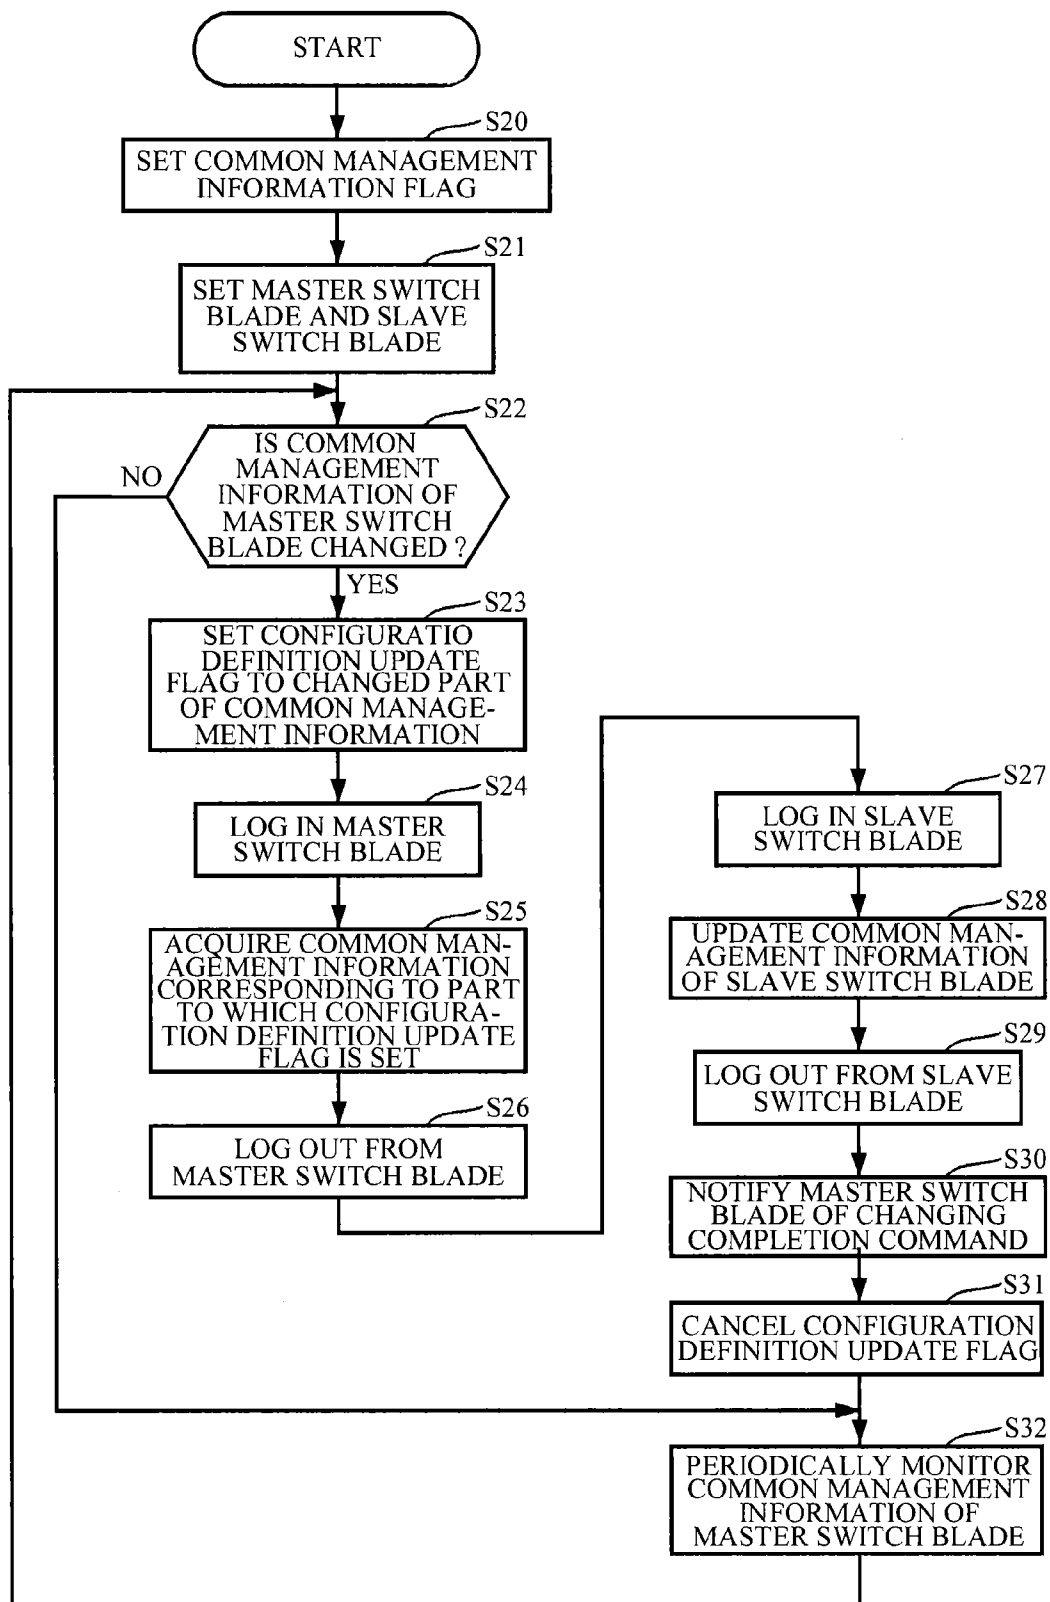 START
S20
SET COMMON MANAGEMENT
INFORMATION FLAG
S21
SET MASTER SWITCH
BLADE AND SLAVE
SWITCH BLADE
S22
IS COMMON
MANAGEMENT
INFORMATION OF
MASTER SWITCH
BLADE CHANGED ?
NO
YES
S23
SET CONFIGURATIO
DEFINITION UPDATE
FLAG TO CHANGED PART
OF COMMON MANAGE-
MENT INFORMATION
S24
LOG IN MASTER
SWITCH BLADE
S25
ACQUIRE COMMON MAN-
AGEMENT INFORMATION
CORRESPONDING TO PART
TO WHICH CONFIGURA-
TION DEFINITION UPDATE
FLAG IS SET
S26
LOG OUT FROM
MASTER SWITCH BLADE
S27
LOG IN SLAVE
SWITCH BLADE
S28
UPDATE COMMON MAN-
AGEMENT INFORMATION
OF SLAVE SWITCH BLADE
S29
LOG OUT FROM SLAVE
SWITCH BLADE
S30
NOTIFY MASTER SWITCH
BLADE OF CHANGING
COMPLETION COMMAND
S31
CANCEL CONFIGURATION
DEFINITION UPDATE FLAG
S32
PERIODICALLY MONITOR
COMMON MANAGEMENT
INFORMATION OF
MASTER SWITCH BLADE